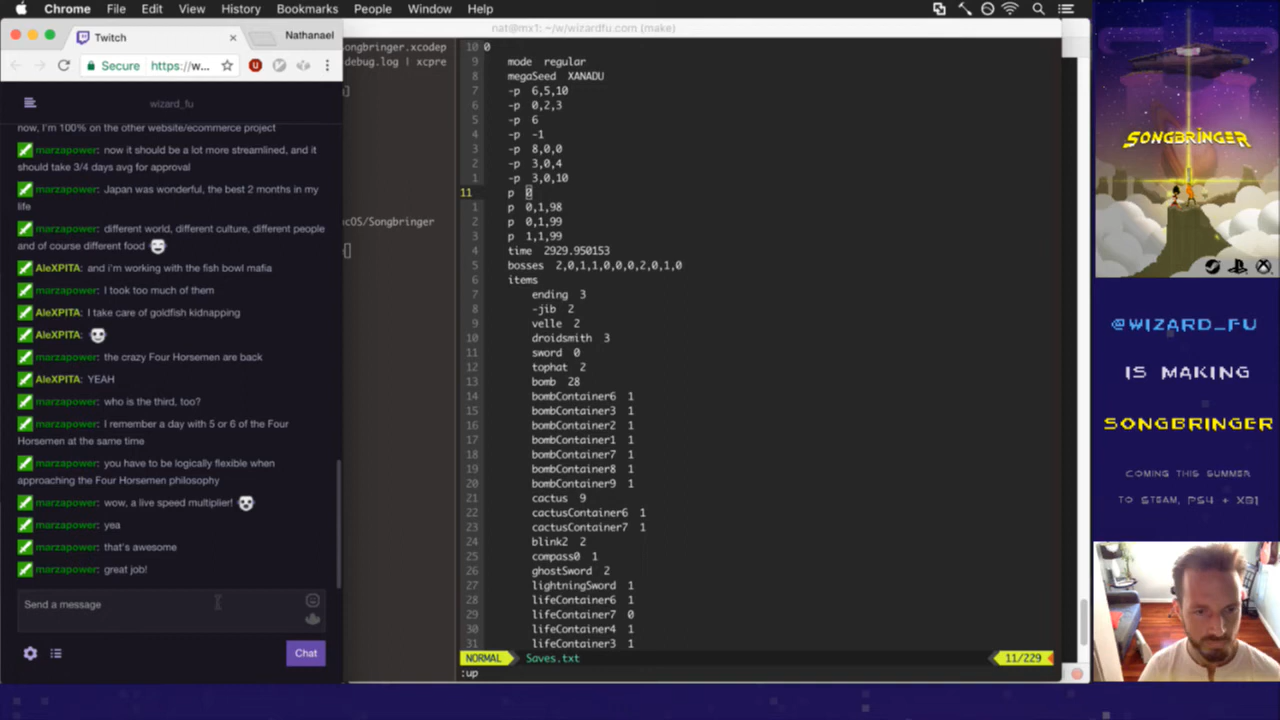 Chrome File Edit View History Bookmarks People Window Help
Twitch
Nathanael
Secure https://w...
wizard_fu
now, I'm 100% on the other website/ecommerce project
marzapower: now it should be a lot more streamlined, and it
should take 3/4 days avg for approval
marzapower: Japan was wonderful, the best 2 months in my
life
marzapower: different world, different culture, different people
and of course different food
AleXPITA: and i'm working with the fish bowl mafia
marzapower: I took too much of them
AleXPITA: I take care of goldfish kidnapping
AleXPITA:
marzapower: the crazy Four Horsemen are back
AleXPITA: YEAH
marzapower: who is the third, too?
marzapower: I remember a day with 5 or 6 of the Four
Horsemen at the same time
marzapower: you have to be logically flexible when
approaching the Four Horsemen philosophy
marzapower: wow, a live speed multiplier!
marzapower: yea
marzapower: that's awesome
marzapower: great job!
Send a message
Chat
songbringer.xcodep
debug.log | xcpre
acOS/Songbringer
nat@mx1: ~/w/wizardfu.com (make)
10 0
9 mode regular
8 megaSeed XANADU
7 -p 6,5,10
6 -p 0,2,3
5 -p 6
4 -p -1
3 -p 8,0,0
2 -p 3,0,4
1 -p 3,0,10
11 p 0
1 p 0,1,98
2 p 0,1,99
3 p 1,1,99
4 time 2929.950153
5 bosses 2,0,1,1,0,0,0,2,0,1,0
6 items
7 ending 3
8 -jib 2
9 velle 2
10 droidsmith 3
11 sword 0
12 tophat 2
13 bomb 28
14 bombContainer6 1
15 bombContainer3 1
16 bombContainer2 1
17 bombContainer1 1
18 bombContainer7 1
19 bombContainer8 1
20 bombContainer9 1
21 cactus 9
22 cactusContainer6 1
23 cactusContainer7 1
24 blink2 2
25 compass0 1
26 ghostSword 2
27 lightningSword 1
28 lifeContainer6 1
29 lifeContainer7 0
30 lifeContainer4 1
31 lifeContainer3 1
NORMAL Saves.txt 11/229
:up
SONGBRINGER
@WIZARD_FU
IS MAKING
SONGBRINGER
COMING THIS SUMMER
TO STEAM, PS4 + XB1